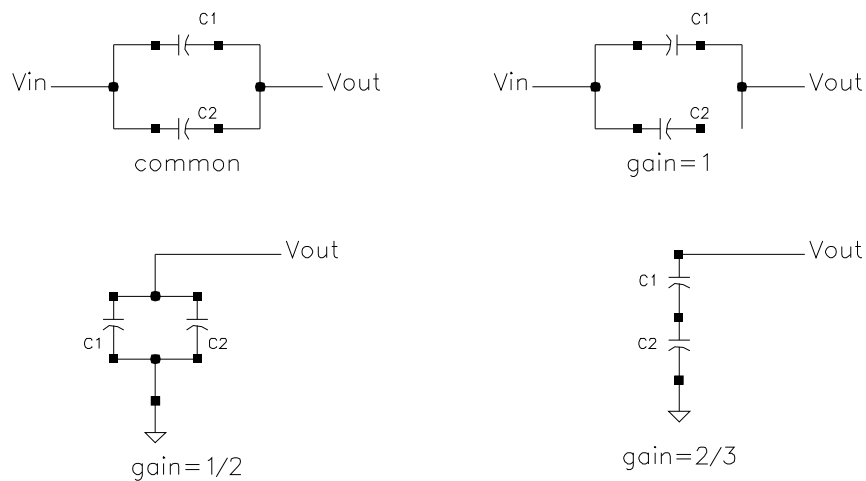 C1
Vin
Vout
C2
common
C1
Vin
Vout
C2
gain=1
Vout
C1
C2
gain=1/2
Vout
C1
C2
gain=2/3